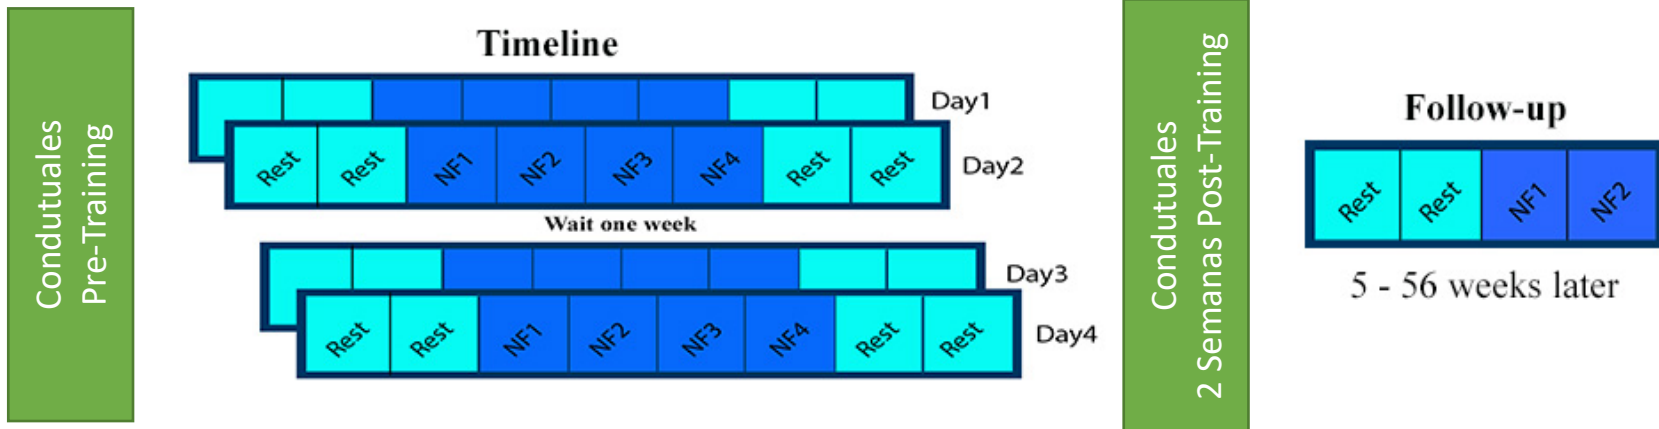 Condutuales
Pre-Training
Timeline
Day1
Rest Rest NF1 NF2 NF3 NF4 Rest Rest
Day2
Wait one week
Day3
Rest Rest NF1 NF2 NF3 NF4 Rest Rest
Day4
Condutuales
2 Semanas Post-Training
Follow-up
Rest Rest NF1 NF2
5 - 56 weeks later